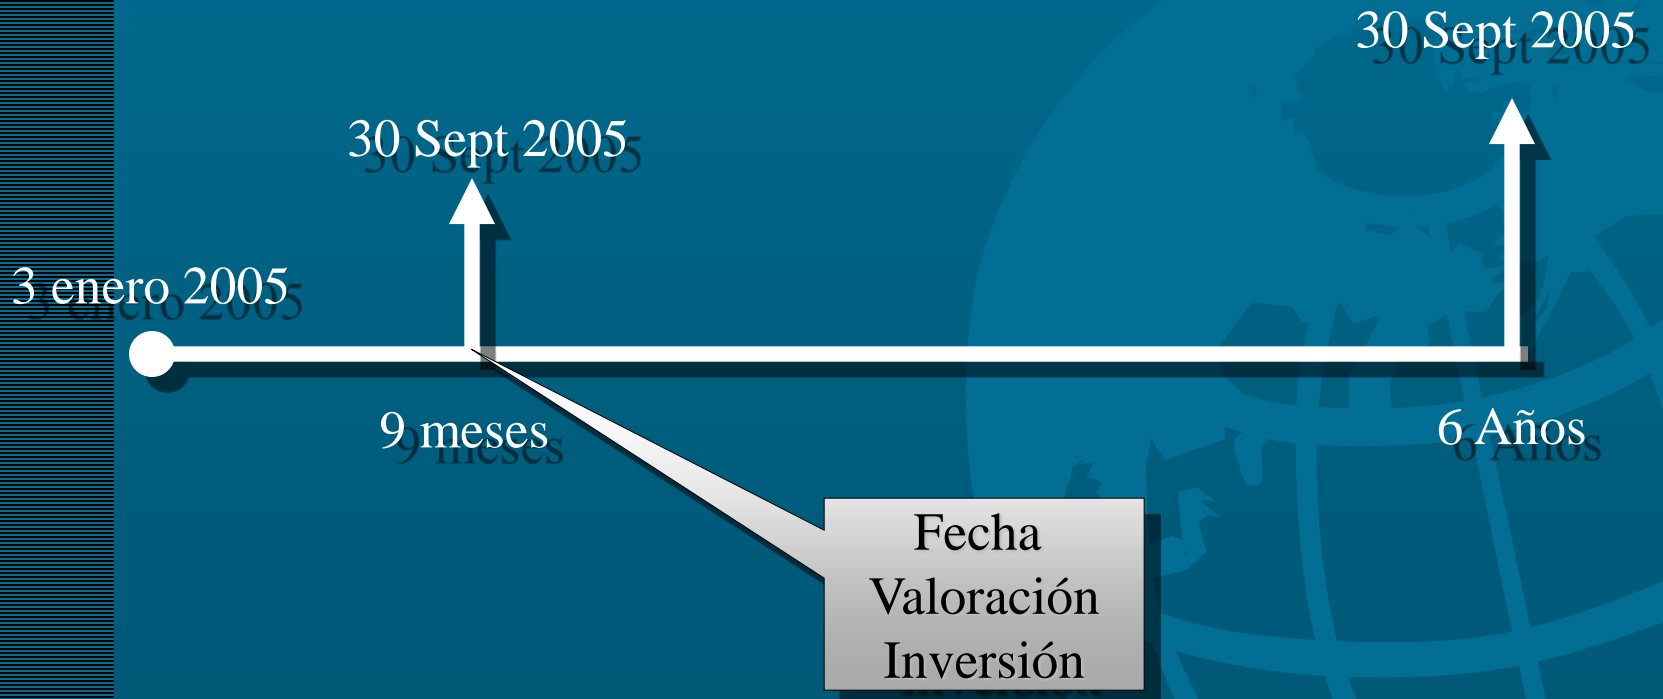 30 Sept 2005
30 Sept 2005
3 enero 2005
9 meses
6 Años
Fecha
Valoración
Inversión